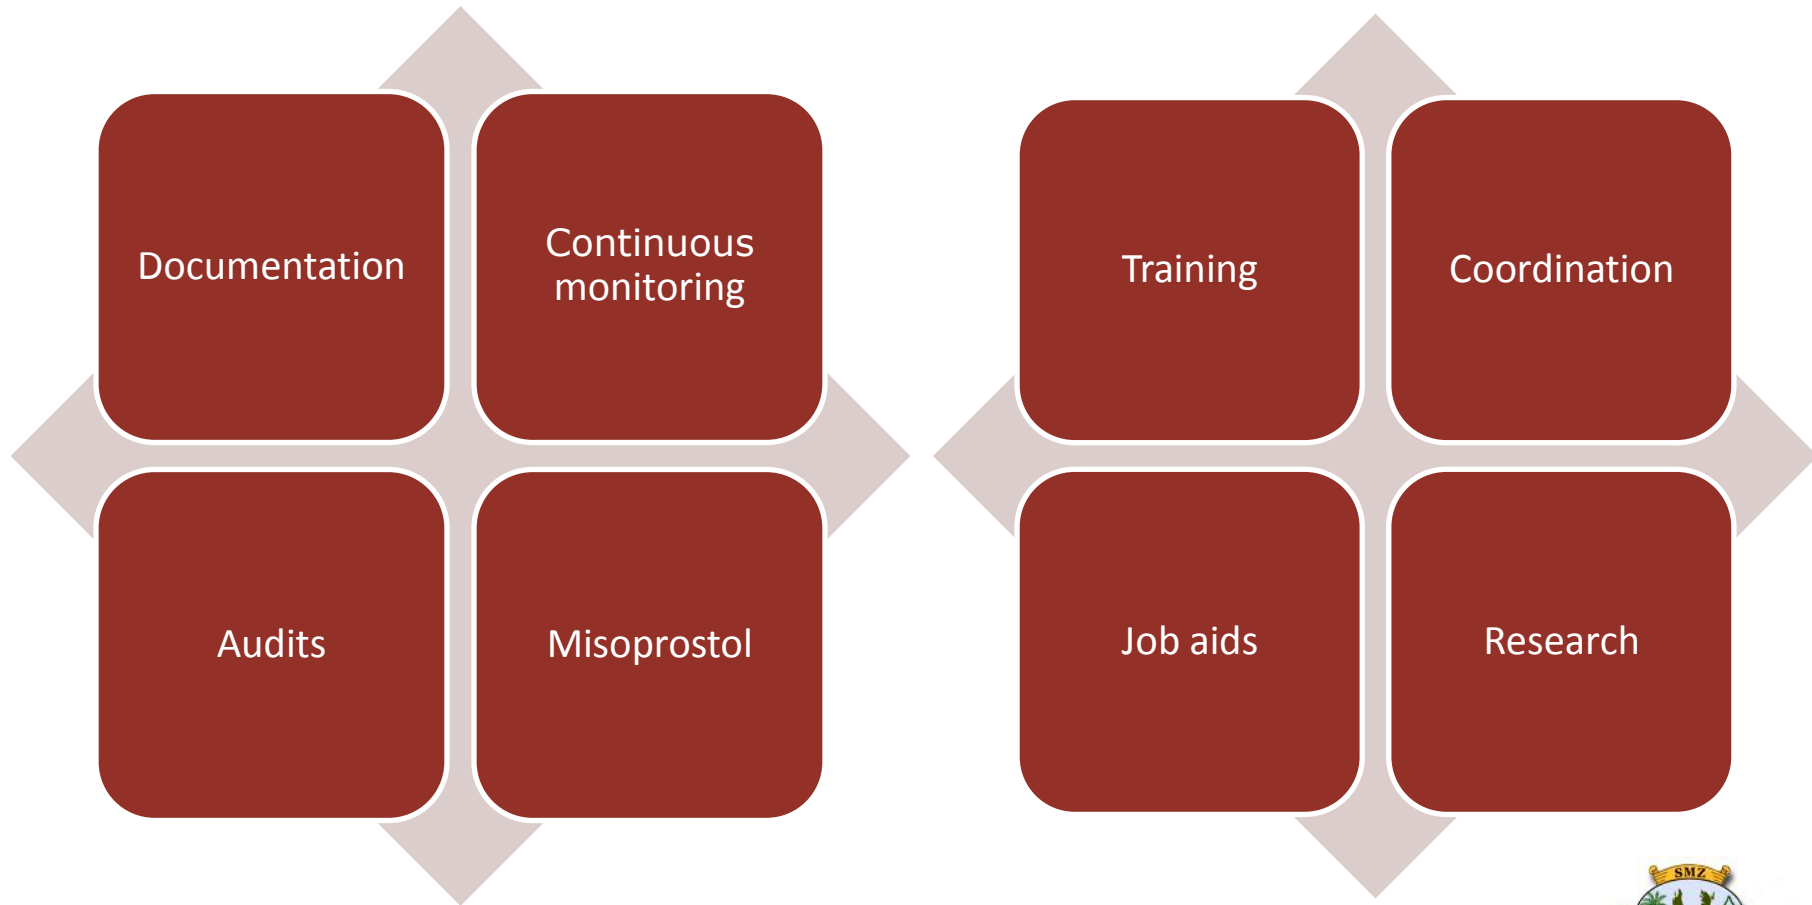 Documentation
Continuous
monitoring
Audits
Misoprostol
Training
Coordination
Job aids
Research
SMZ